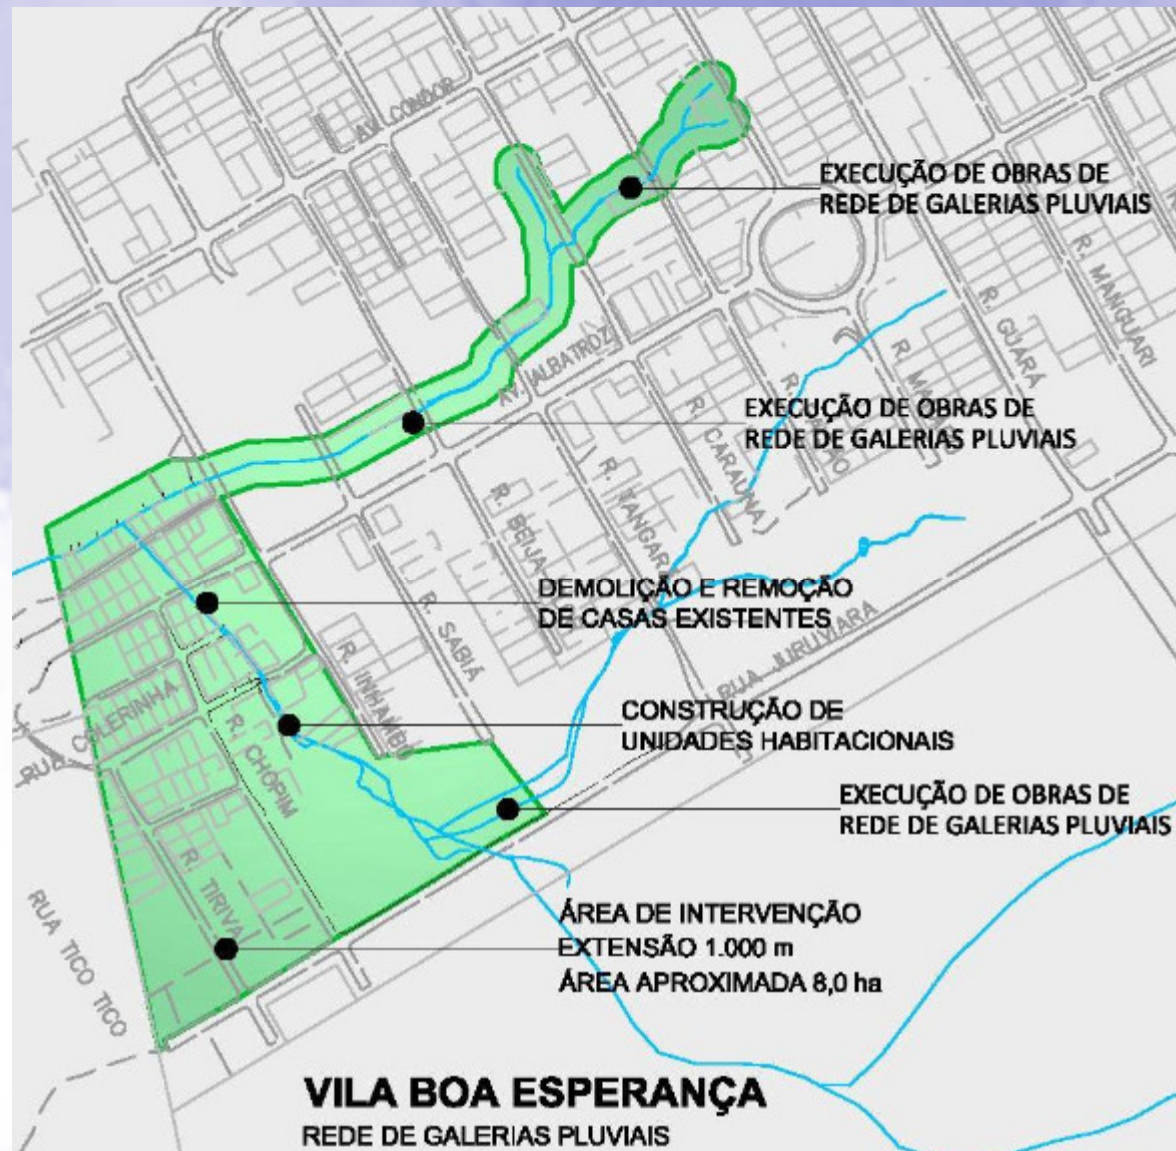 AV. CONDOR
EXECUÇÃO DE OBRAS DE
REDE DE GALERIAS PLUVIAIS
R. MANGUARI
R. GUARÁ
AV. ALBATROZ
EXECUÇÃO DE OBRAS DE
REDE DE GALERIAS PLUVIAIS
R. CARAUNA
R. TANGARÁ
R. BEIJA
DEMOLIÇÃO E REMOÇÃO
DE CASAS EXISTENTES
R. SABIÁ
R. INHAMBÚ
RUA JURUVIARA
RUA COLERINHA
R. CHOPIM
CONSTRUÇÃO DE
UNIDADES HABITACIONAIS
EXECUÇÃO DE OBRAS DE
REDE DE GALERIAS PLUVIAIS
R. TIRIVA
RUA TICO TICO
ÁREA DE INTERVENÇÃO
EXTENSÃO 1.000 m
ÁREA APROXIMADA 8,0 ha
VILA BOA ESPERANÇA
REDE DE GALERIAS PLUVIAIS